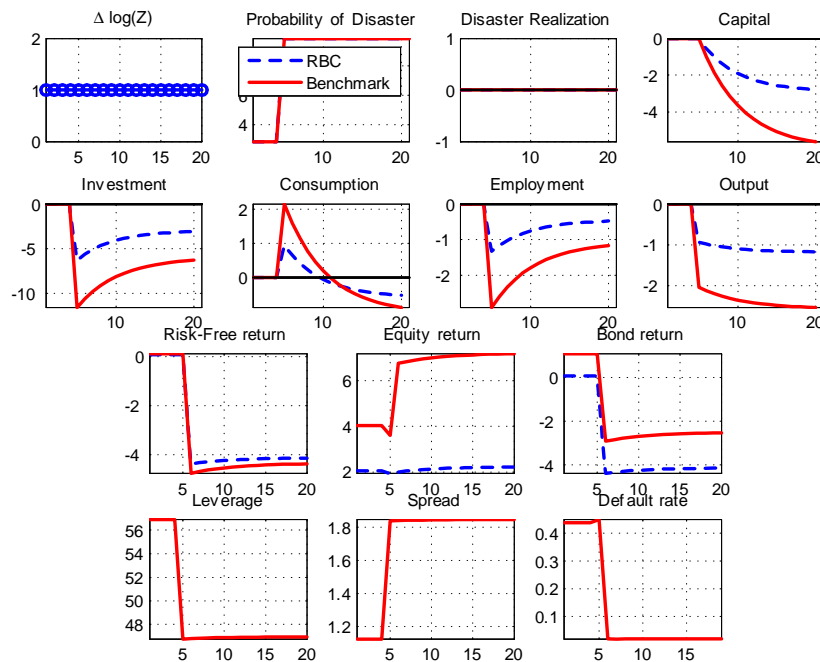 Δ log(Z)
Probability of Disaster
Disaster Realization
Capital
2
1
0
5 10 15 20
4
10 20
RBC
Benchmark
1
0
-1
10 20
0
-2
-4
10 20
Investment
Consumption
Employment
Output
0
-5
-10
10 20
2
1
0
10 20
0
-1
-2
10 20
0
-1
-2
10 20
Risk-Free return
Equity return
Bond return
0
-2
-4
5 10 15 20
6
4
2
5 10 15 20
0
-2
-4
5 10 15 20
Leverage
Spread
Default rate
56
54
52
50
48
5 10 15 20
1.8
1.6
1.4
1.2
5 10 15 20
0.4
0.3
0.2
0.1
5 10 15